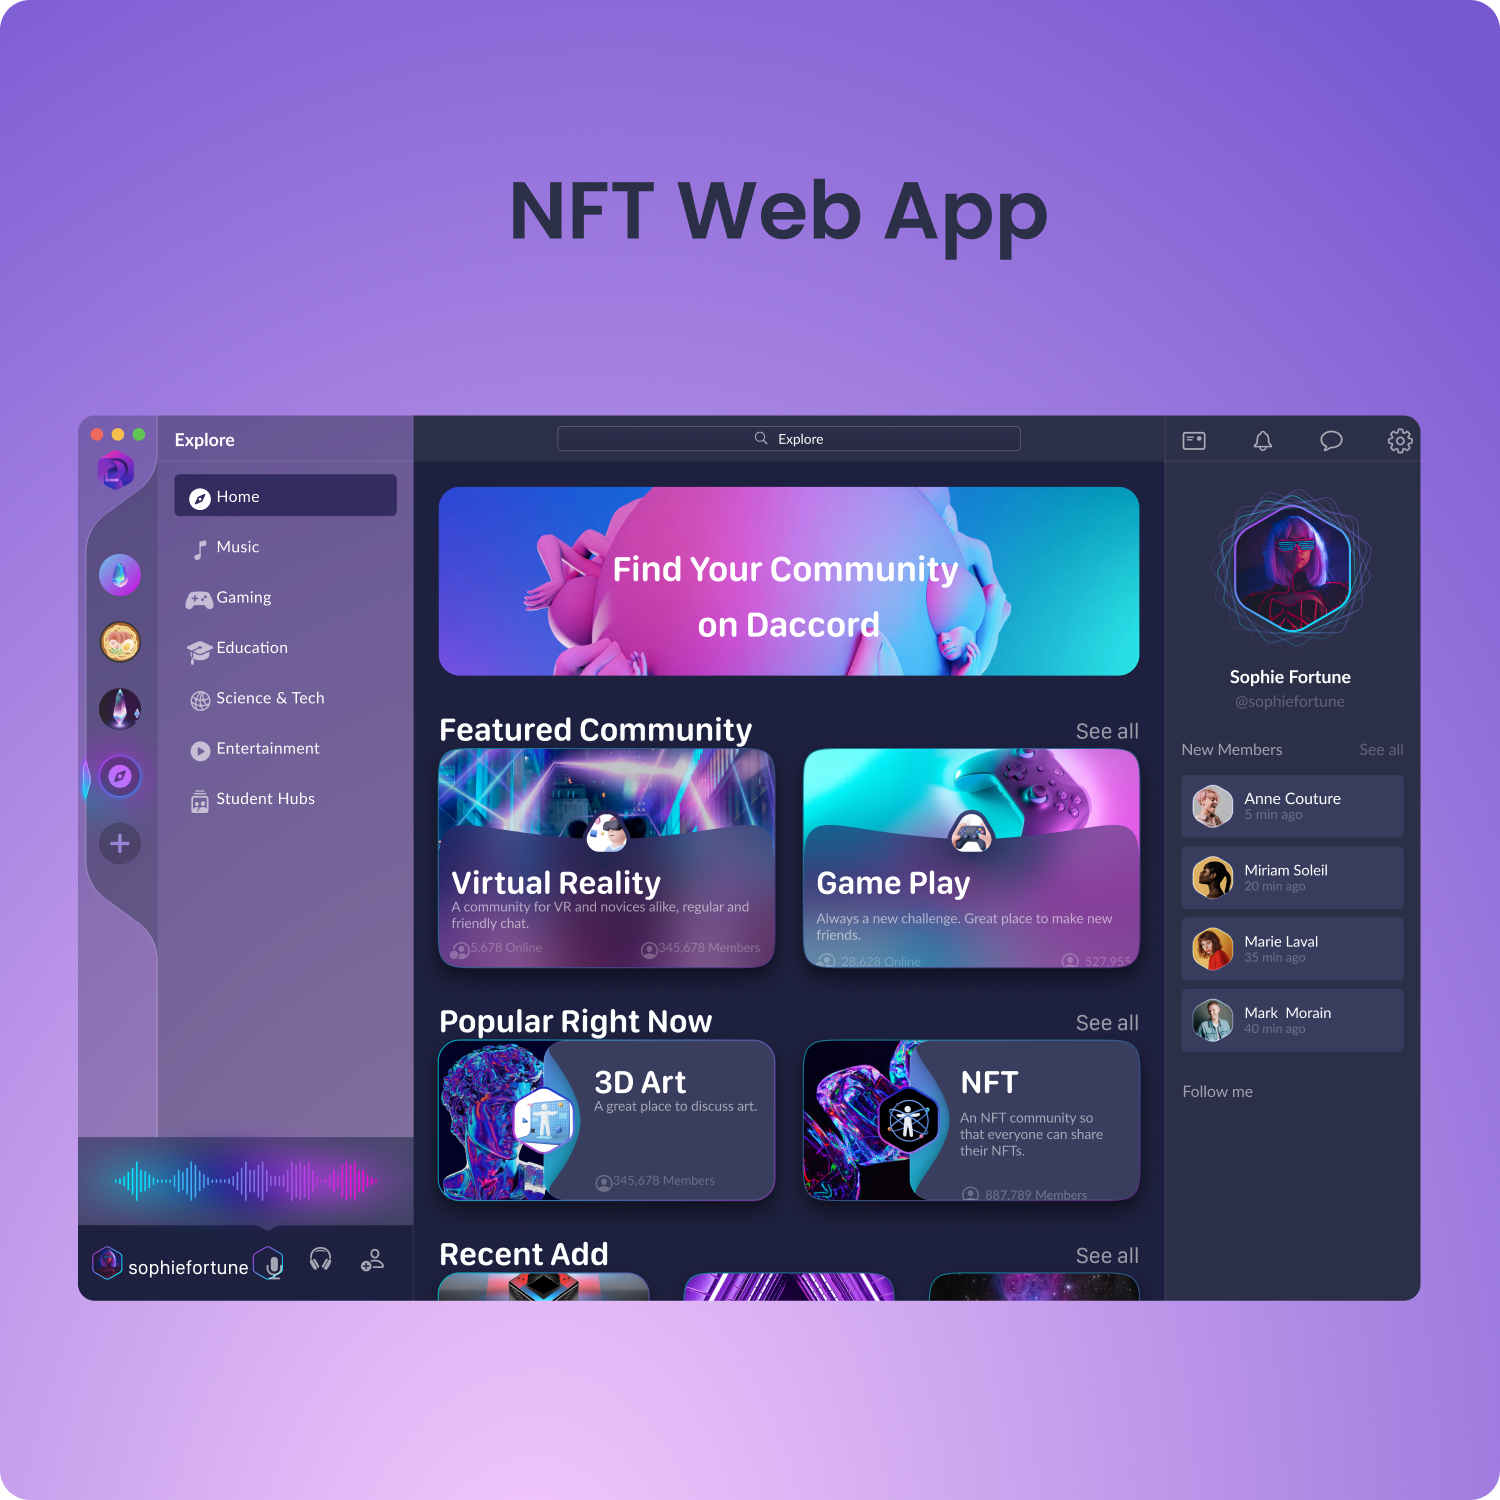 NFT Web App
Explore
Home
Music
Gaming
Education
Science & Tech
Entertainment
Student Hubs
sophiefortune
Explore
Find Your Community
on Daccord
Featured Community
See all
Virtual Reality
A community for VR and novices alike, regular and
friendly chat.
5,678 Online
345,678 Members
Game Play
Always a new challenge. Great place to make new
friends.
28,628 Online
527,955
Popular Right Now
See all
3D Art
A great place to discuss art.
345,678 Members
NFT
An NFT community so
that everyone can share
their NFTs.
887,789 Members
Recent Add
See all
Sophie Fortune
@sophiefortune
New Members
See all
Anne Couture
5 min ago
Miriam Soleil
20 min ago
Marie Laval
35 min ago
Mark Morain
40 min ago
Follow me